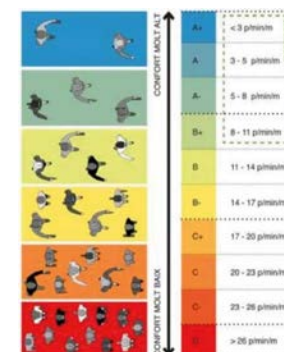 CONFORT MOLT ALT
CONFORT MOLT BAIX
A+ < 3 p/min/m
A 3 - 5 p/min/m
A- 5 - 8 p/min/m
B+ 8 - 11 p/min/m
B 11 - 14 p/min/m
B- 14 - 17 p/min/m
C+ 17 - 20 p/min/m
C 20 - 23 p/min/m
C- 23 - 26 p/min/m
> 26 p/min/m